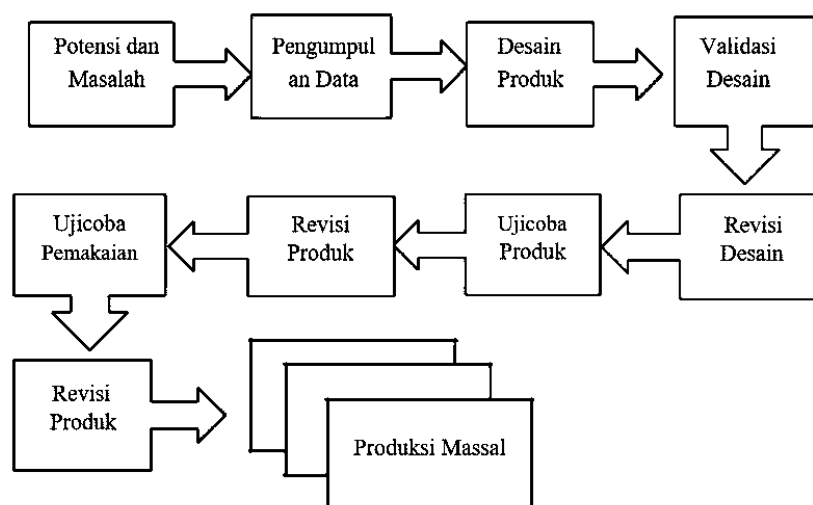 Potensi dan
Masalah
Pengumpul
an Data
Desain
Produk
Validasi
Desain
Revisi
Desain
Ujicoba
Produk
Revisi
Produk
Ujicoba
Pemakaian
Revisi
Produk
Produksi Massal